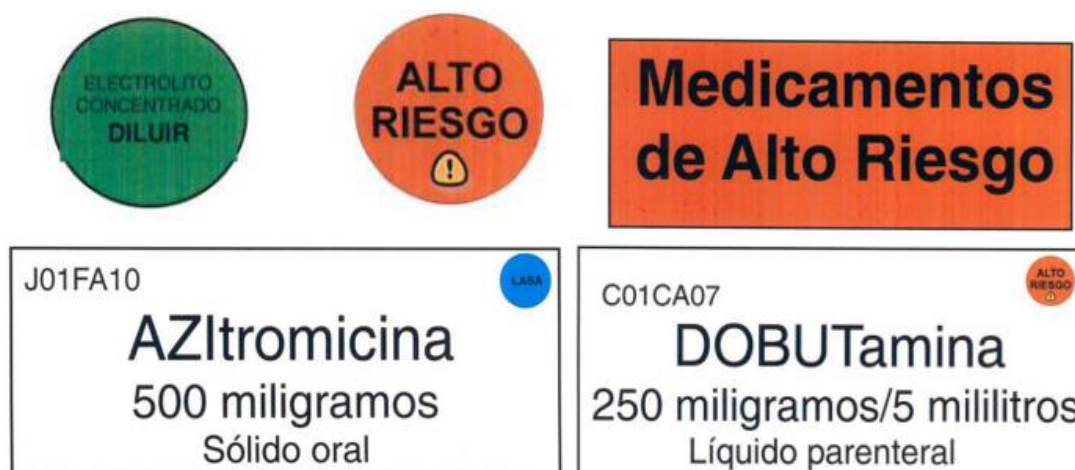 ELECTROLITO
CONCENTRADO
DILUIR
ALTO
RIESGO
Medicamentos
de Alto Riesgo
J01FA10
LASA
AZItromicina
500 miligramos
Sólido oral
C01CA07
ALTO
RIESGO
DOBUTamina
250 miligramos/5 mililitros
Líquido parenteral